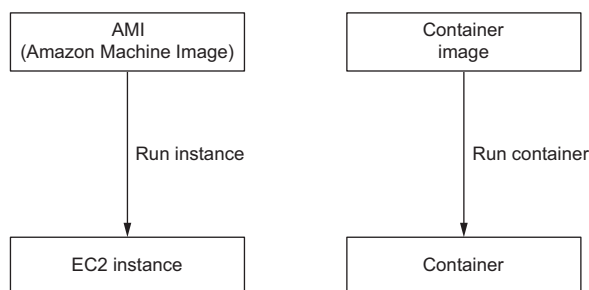 AMI
(Amazon Machine Image)
Container
image
Run instance
Run container
EC2 instance
Container